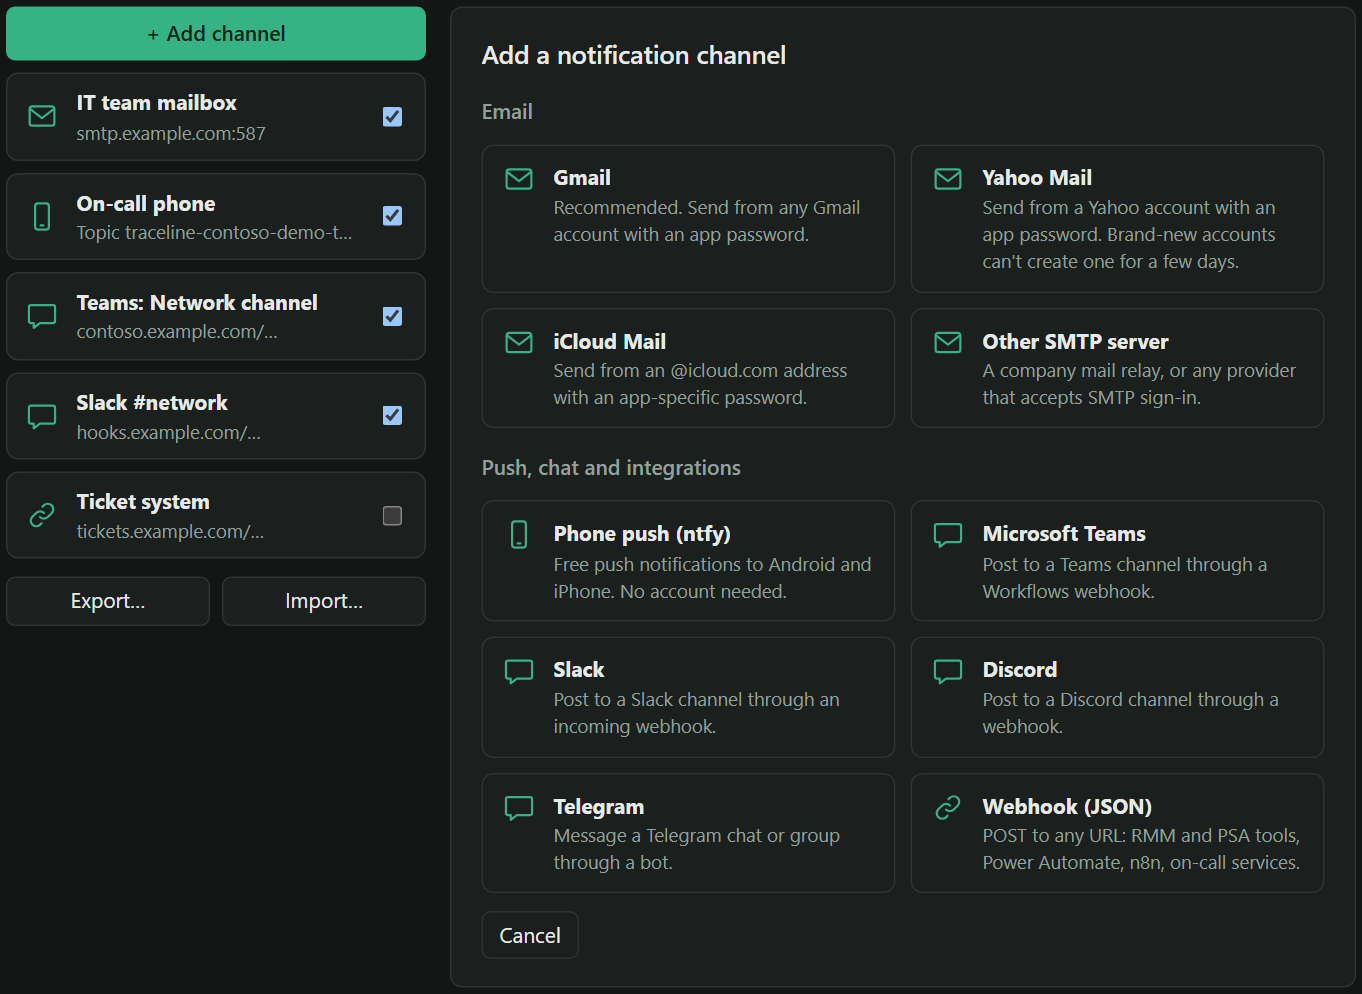 + Add channel
IT team mailbox
smtp.example.com:587
On-call phone
Topic traceline-contoso-demo-t...
Teams: Network channel
contoso.example.com/...
Slack #network
hooks.example.com/...
Ticket system
tickets.example.com/...
Export...
Import...
Add a notification channel
Email
Gmail
Recommended. Send from any Gmail
account with an app password.
Yahoo Mail
Send from a Yahoo account with an
app password. Brand-new accounts
can't create one for a few days.
iCloud Mail
Send from an @icloud.com address
with an app-specific password.
Other SMTP server
A company mail relay, or any provider
that accepts SMTP sign-in.
Push, chat and integrations
Phone push (ntfy)
Free push notifications to Android and
iPhone. No account needed.
Microsoft Teams
Post to a Teams channel through a
Workflows webhook.
Slack
Post to a Slack channel through an
incoming webhook.
Discord
Post to a Discord channel through a
webhook.
Telegram
Message a Telegram chat or group
through a bot.
Webhook (JSON)
POST to any URL: RMM and PSA tools,
Power Automate, n8n, on-call services.
Cancel